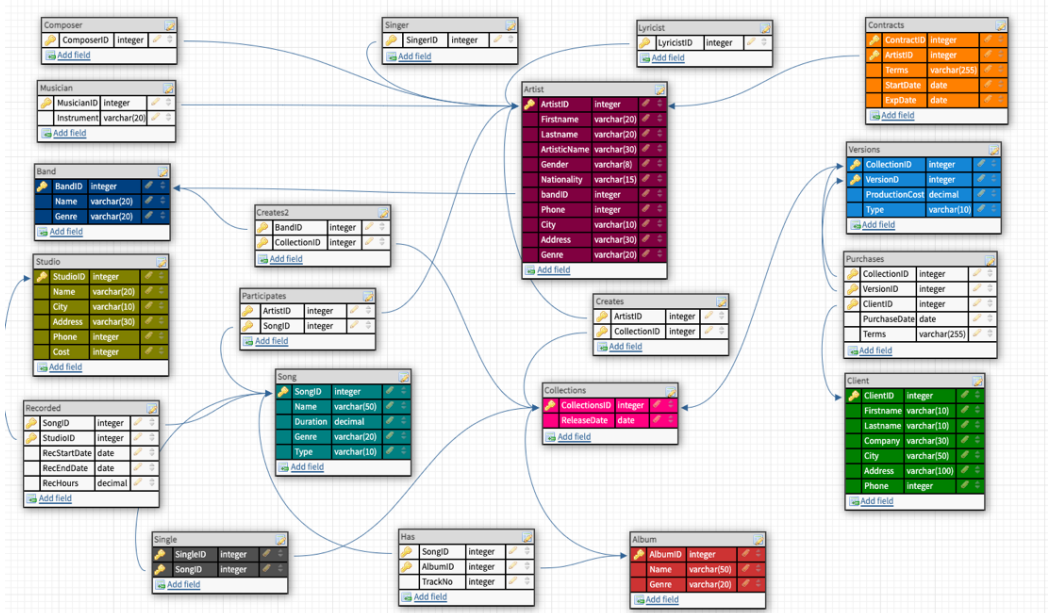 Composer
ComposerID integer
Add field
Singer
SingerID integer
Add field
Lyricist
LyricistID integer
Add field
Contracts
ContractID integer
ArtistID integer
Terms varchar(255)
StartDate date
ExpDate date
Add field
Musician
MusicianID integer
Instrument varchar(20)
Add field
Artist
ArtistID integer
Firstname varchar(20)
Lastname varchar(20)
ArtisticName varchar(30)
Gender varchar(8)
Nationality varchar(15)
bandID integer
Phone integer
City varchar(10)
Address varchar(30)
Genre varchar(20)
Add field
Versions
CollectionID integer
VersionD integer
ProductionCost decimal
Type varchar(10)
Add field
Band
BandID integer
Name varchar(20)
Genre varchar(20)
Add field
Creates2
BandID integer
CollectionID integer
Add field
Studio
StudioID integer
Name varchar(20)
City varchar(10)
Address varchar(30)
Phone integer
Cost integer
Add field
Purchases
CollectionID integer
VersionID integer
ClientID integer
PurchaseDate date
Terms varchar(255)
Add field
Participates
ArtistID integer
SongID integer
Add field
Creates
ArtistID integer
CollectionID integer
Add field
Song
SongID integer
Name varchar(50)
Duration decimal
Genre varchar(20)
Type varchar(10)
Add field
Collections
CollectionsID integer
ReleaseDate date
Add field
Client
ClientID integer
Firstname varchar(10)
Lastname varchar(10)
Company varchar(30)
City varchar(50)
Address varchar(100)
Phone integer
Add field
Recorded
SongID integer
StudioID integer
RecStartDate date
RecEndDate date
RecHours decimal
Add field
Single
SingleID integer
SongID integer
Add field
Has
SongID integer
AlbumID integer
TrackNo integer
Add field
Album
AlbumID integer
Name varchar(50)
Genre varchar(20)
Add field